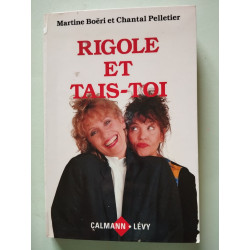 Martine Boëri et Chantal Pelletier
RIGOLE
ET
TAIS-TOI
CALMANN-LÉVY